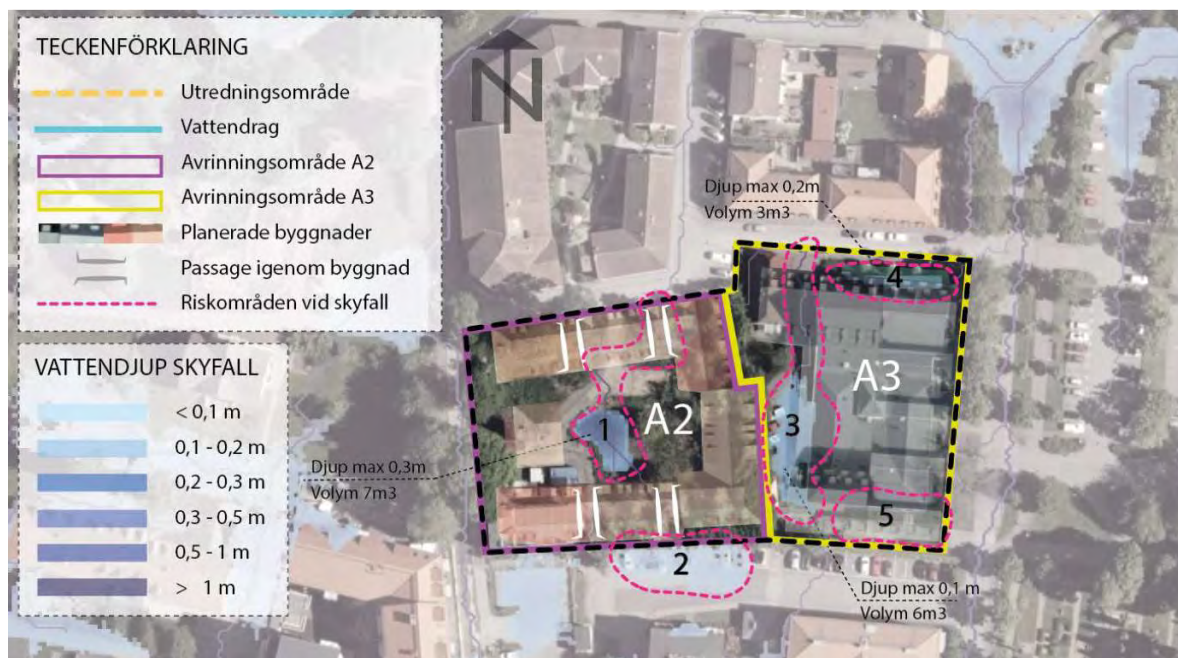 TECKENFÖRKLARING
Utredningsområde
Vattendrag
Avrinningsområde A2
Avrinningsområde A3
Planerade byggnader
Passage igenom byggnad
Riskområden vid skyfall
VATTENDJUP SKYFALL
< 0,1 m
0,1 - 0,2 m
0,2 - 0,3 m
0,3 - 0,5 m
0,5 - 1 m
> 1 m
N
Djup max 0,2m
Volym 3m3
4
A3
A2
3
1
Djup max 0,3m
Volym 7m3
5
2
Djup max 0,1 m
Volym 6m3